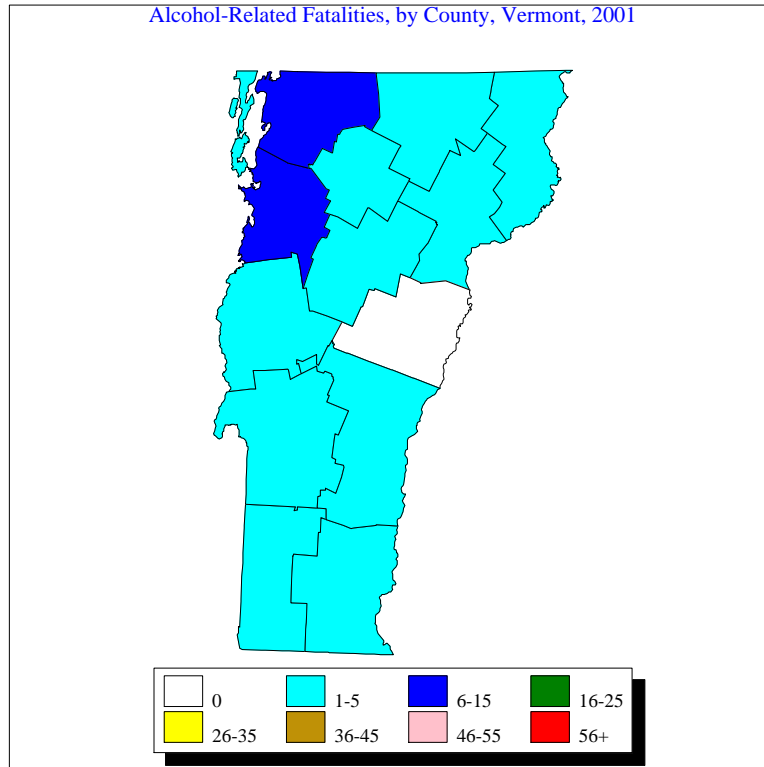 Alcohol-Related Fatalities, by County, Vermont, 2001
0 1-5 6-15 16-25
26-35 36-45 46-55 56+